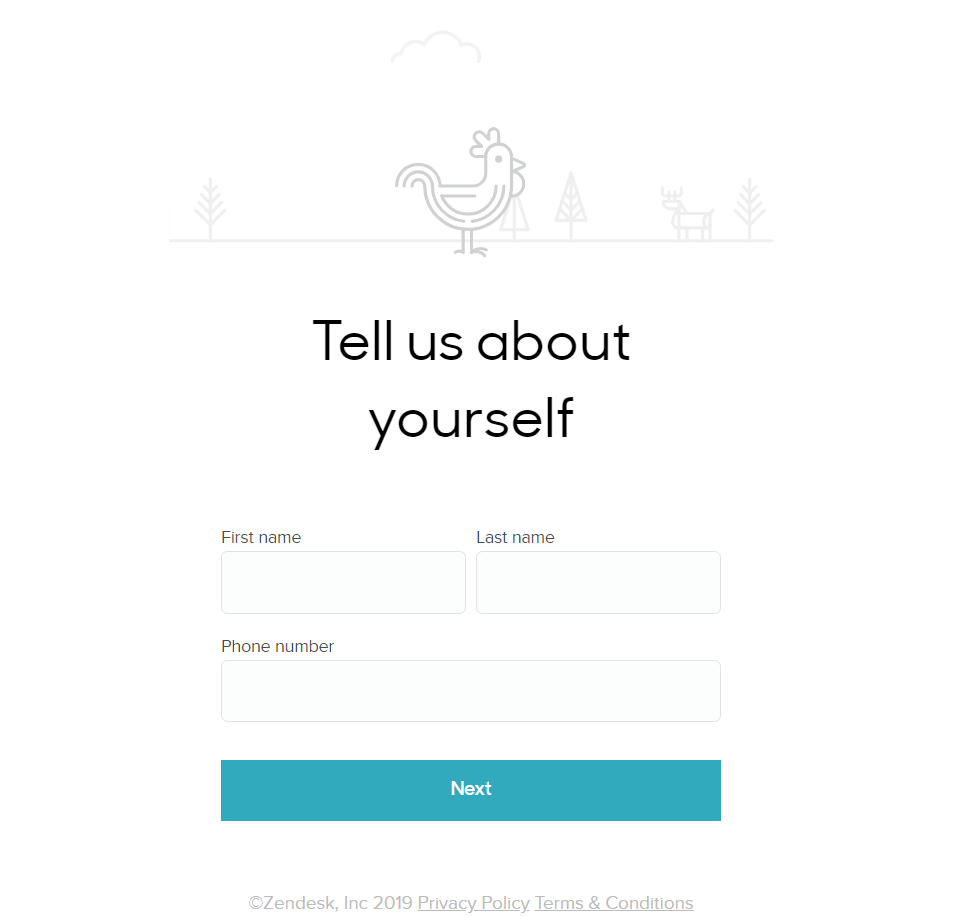 Tell us about
yourself
First name
Last name
Phone number
Next
©Zendesk, Inc 2019 Privacy Policy Terms & Conditions